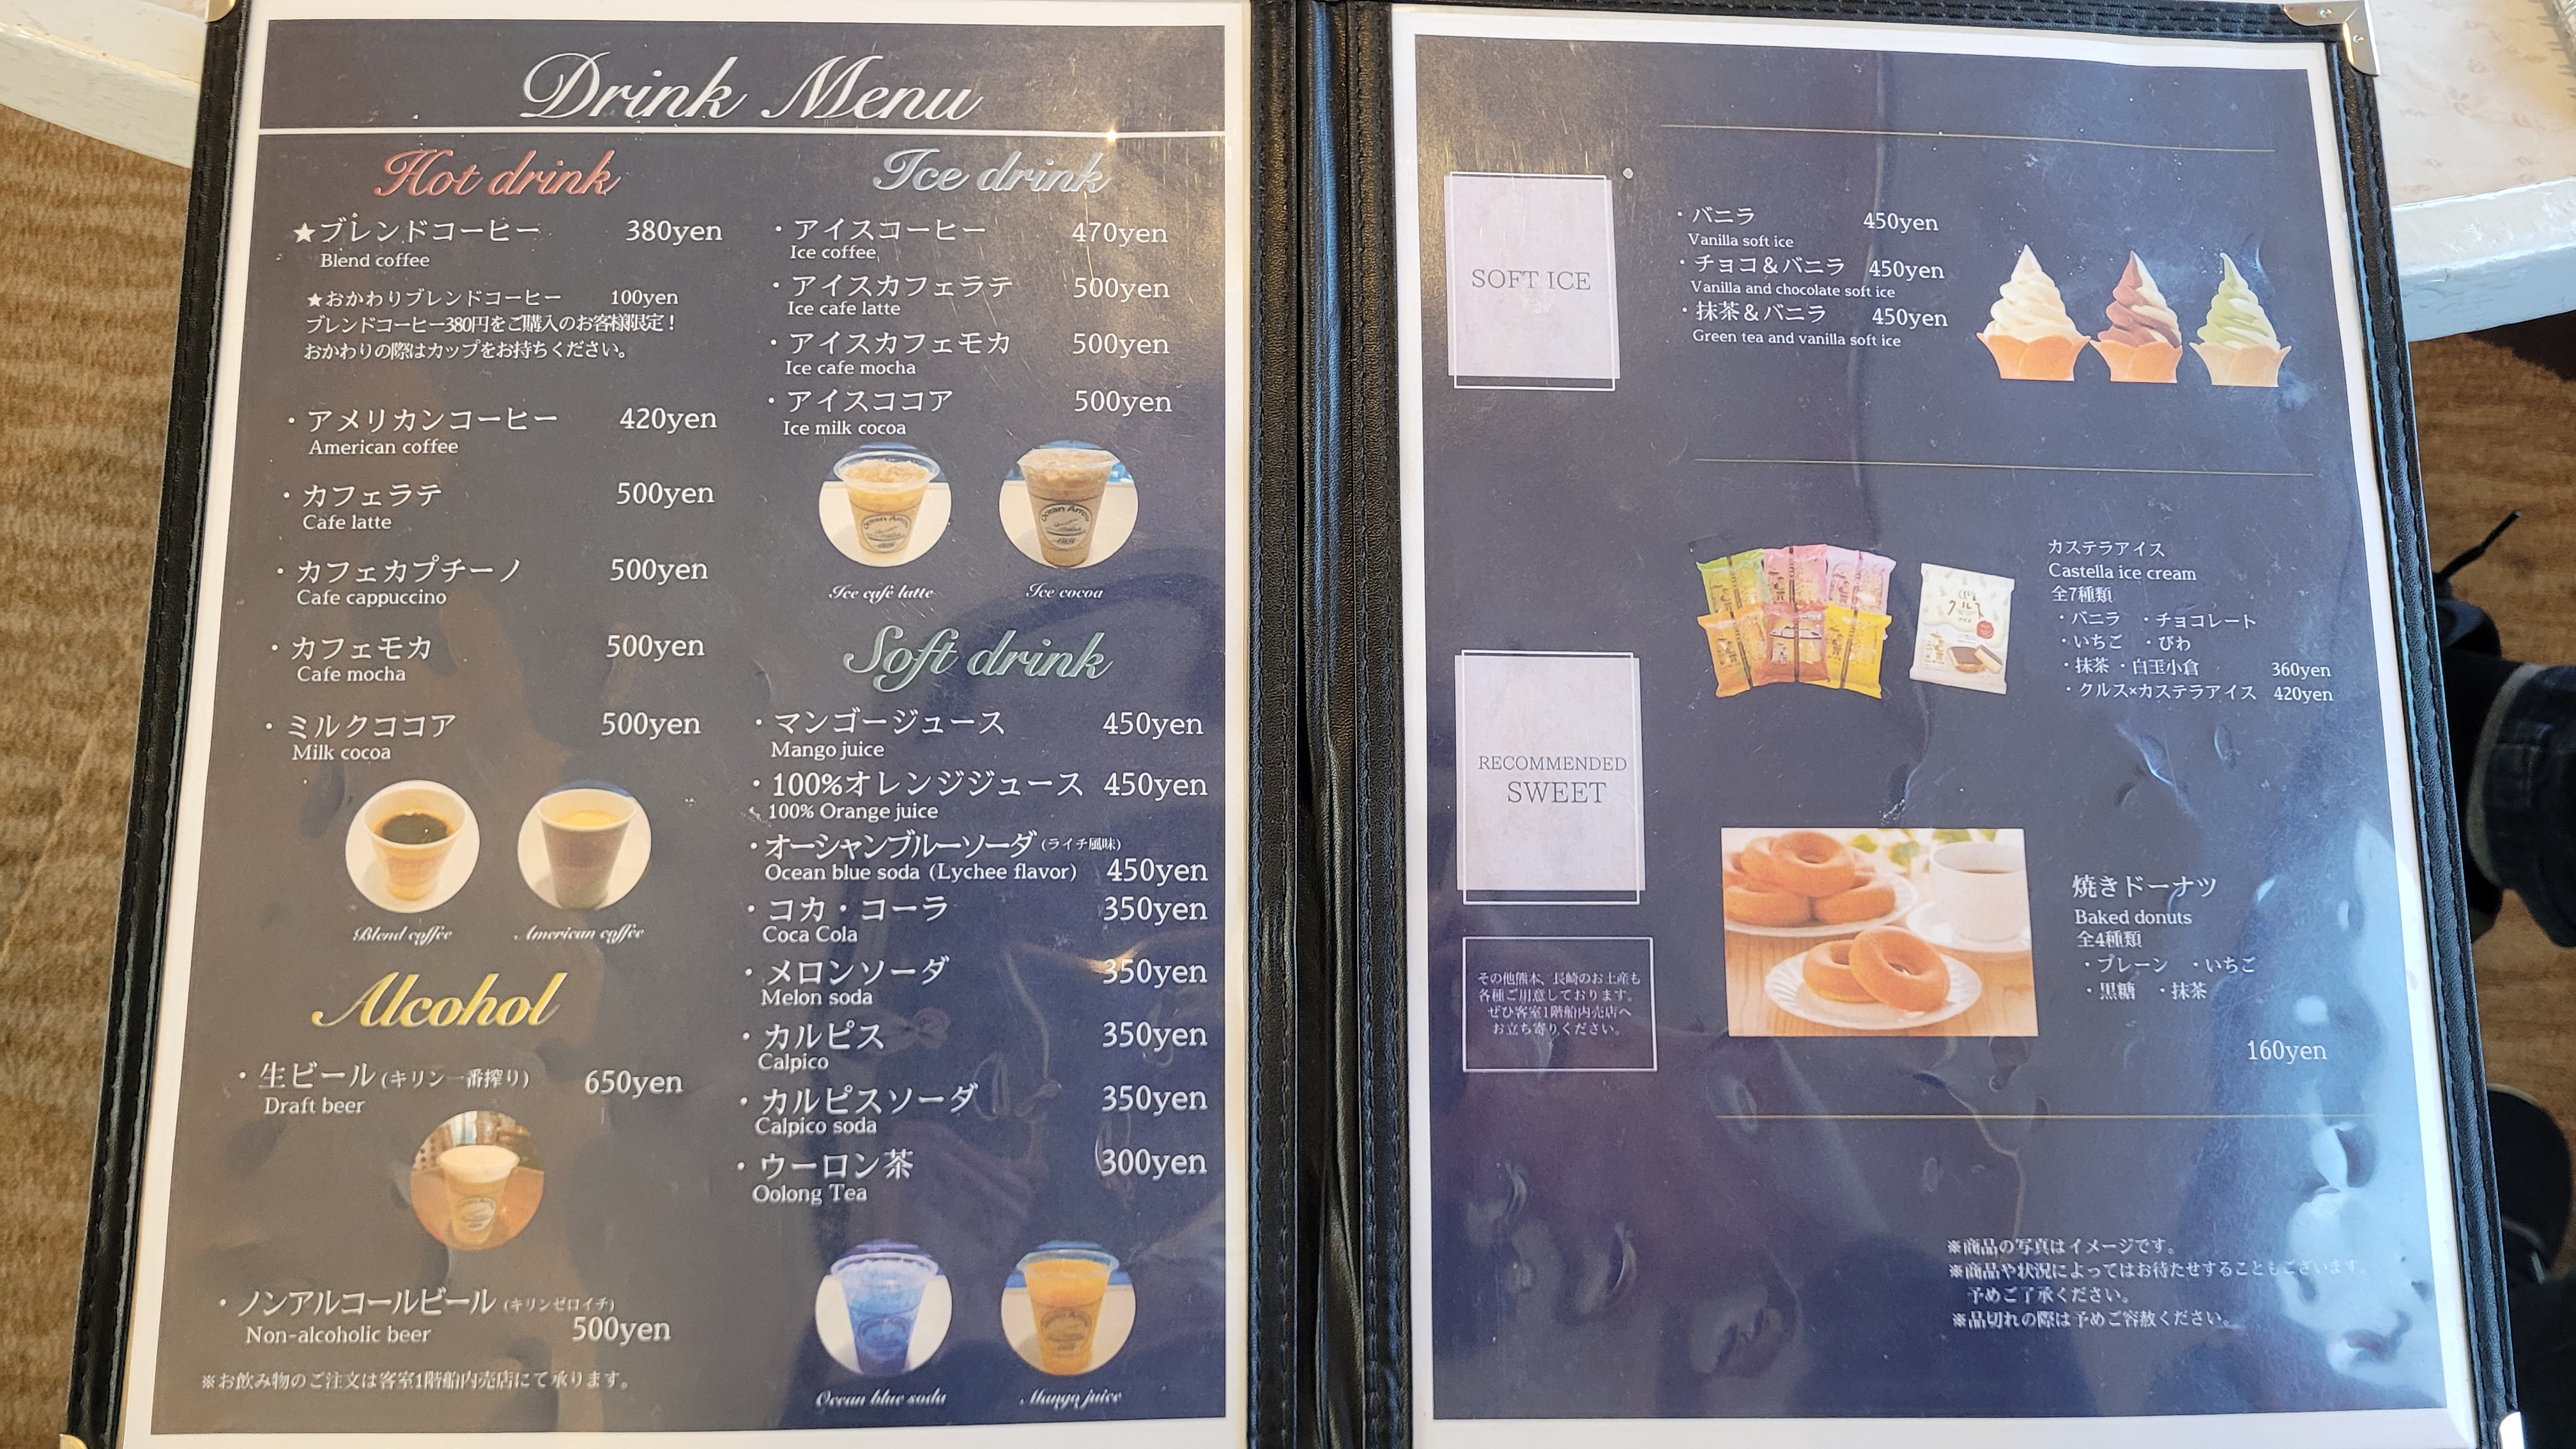 Drink Menu
Hot drink
★ブレンドコーヒー 380yen
Blend coffee
★おかわりブレンドコーヒー 100yen
ブレンドコーヒー380円をご購入のお客様限定!
おかわりの際はカップをお持ちください。
・アメリカンコーヒー 420yen
American coffee
・カフェラテ 500yen
Cafe latte
・カフェカプチーノ 500yen
Cafe cappuccino
・カフェモカ 500yen
Cafe mocha
・ミルクココア 500yen
Milk cocoa
Blend coffee American coffee
Alcohol
・生ビール (キリン一番搾り) 650yen
Draft beer
・ノンアルコールビール (キリンゼロイチ)
Non-alcoholic beer 500yen
※お飲み物のご注文は客室1階船内売店にて承ります。
Ice drink
・アイスコーヒー 470yen
Ice coffee
・アイスカフェラテ 500yen
Ice cafe latte
・アイスカフェモカ 500yen
Ice cafe mocha
・アイスココア 500yen
Ice milk cocoa
Ocean Arrow
Ocean Arrow
Ice café latte Ice cocoa
Soft drink
・マンゴージュース 450yen
Mango juice
・100%オレンジジュース 450yen
100% Orange juice
・オーシャンブルーソーダ (ライチ風味)
Ocean blue soda (Lychee flavor) 450yen
・コカ・コーラ 350yen
Coca Cola
・メロンソーダ 350yen
Melon soda
・カルピス 350yen
Calpico
・カルピスソーダ 350yen
Calpico soda
・ウーロン茶 300yen
Oolong Tea
Ocean blue soda Mango juice
SOFT ICE
・バニラ 450yen
Vanilla soft ice
・チョコ&バニラ 450yen
Vanilla and chocolate soft ice
・抹茶&バニラ 450yen
Green tea and vanilla soft ice
RECOMMENDED
SWEET
カステラアイス
Castella ice cream
全7種類
・バニラ ・チョコレート
・いちご ・びわ
・抹茶 ・白玉小倉 360yen
・クルス×カステラアイス 420yen
クルス
焼きドーナツ
Baked donuts
全4種類
・プレーン ・いちご
・黒糖 ・抹茶
160yen
その他熊本、長崎のお土産も
各種ご用意しております。
ぜひ客室1階船内売店へ
お立ち寄りください。
※商品の写真はイメージです。
※商品や状況によってはお待たせすることもございます。
予めご了承ください。
※品切れの際は予めご容赦ください。